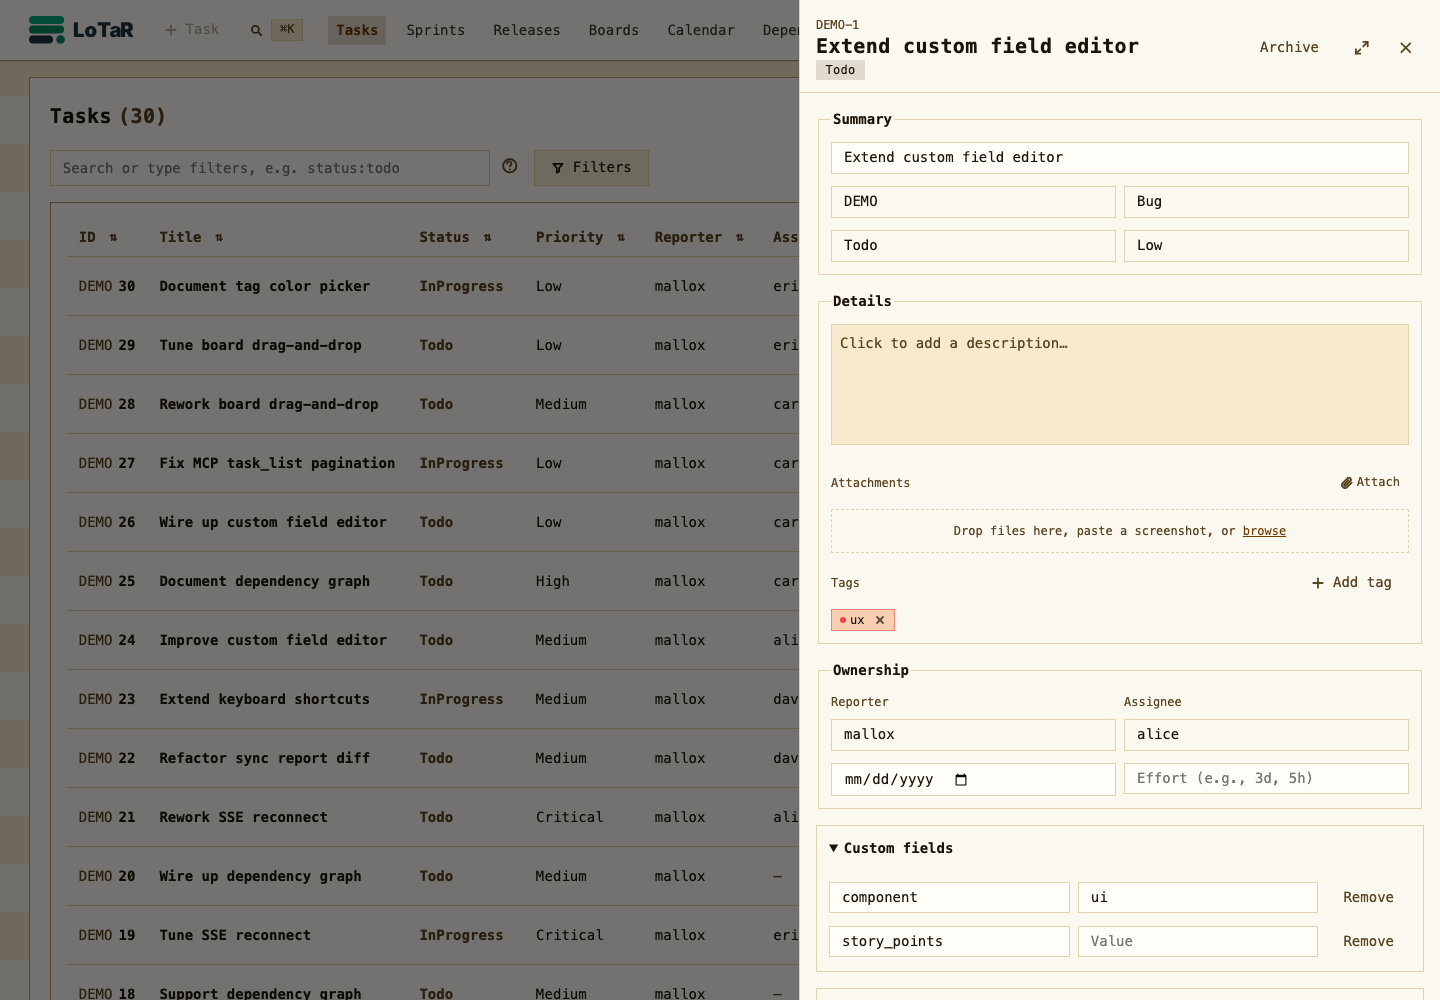 LoTaR
+ Task
⌘K
Tasks
Sprints
Releases
Boards
Calendar
Tasks (30)
Search or type filters, e.g. status:todo
Filters
ID Title Status Priority Reporter
DEMO 30 Document tag color picker InProgress Low mallox
DEMO 29 Tune board drag-and-drop Todo Low mallox
DEMO 28 Rework board drag-and-drop Todo Medium mallox
DEMO 27 Fix MCP task_list pagination InProgress Low mallox
DEMO 26 Wire up custom field editor Todo Low mallox
DEMO 25 Document dependency graph Todo High mallox
DEMO 24 Improve custom field editor Todo Medium mallox
DEMO 23 Extend keyboard shortcuts InProgress Medium mallox
DEMO 22 Refactor sync report diff Todo Medium mallox
DEMO 21 Rework SSE reconnect Todo Critical mallox
DEMO 20 Wire up dependency graph Todo Medium mallox —
DEMO 19 Tune SSE reconnect InProgress Critical mallox
DEMO 18 Support dependency graph Todo Medium mallox —
DEMO-1
Extend custom field editor
Todo
Archive
Summary
Extend custom field editor
DEMO
Bug
Todo
Low
Details
Click to add a description…
Attachments
Attach
Drop files here, paste a screenshot, or browse
Tags
+ Add tag
ux ×
Ownership
Reporter
Assignee
mallox
alice
mm/dd/yyyy
Effort (e.g., 3d, 5h)
▼ Custom fields
component
ui
Remove
story_points
Value
Remove